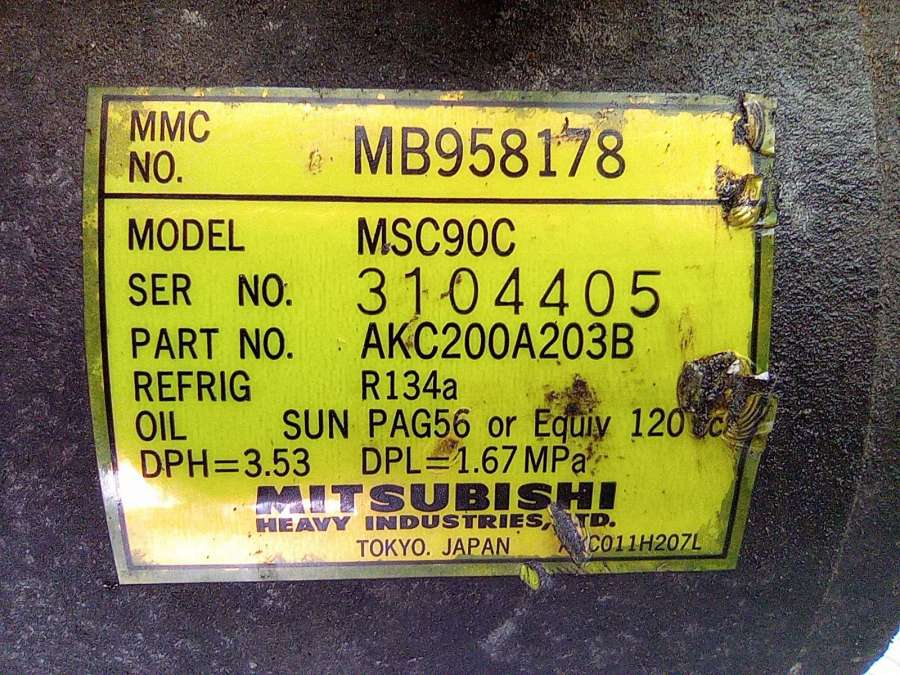 MMC
NO. MB958178
MODEL MSC90C
SER NO. 3104405
PART NO. AKC200A203B
REFRIG R134a
OIL SUN PAG56 or Equiv 120
DPH=3.53 DPL=1.67MPa
MITSUBISHI
HEAVY INDUSTRIES, LTD.
TOKYO. JAPAN